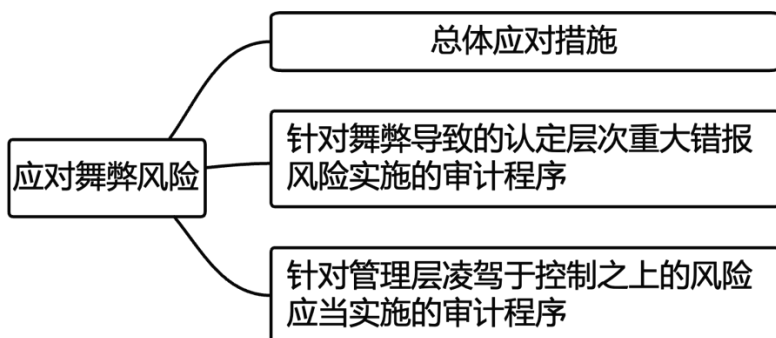 总体应对措施
针对舞弊导致的认定层次重大错报
风险实施的审计程序
应对舞弊风险
针对管理层凌驾于控制之上的风险
应当实施的审计程序